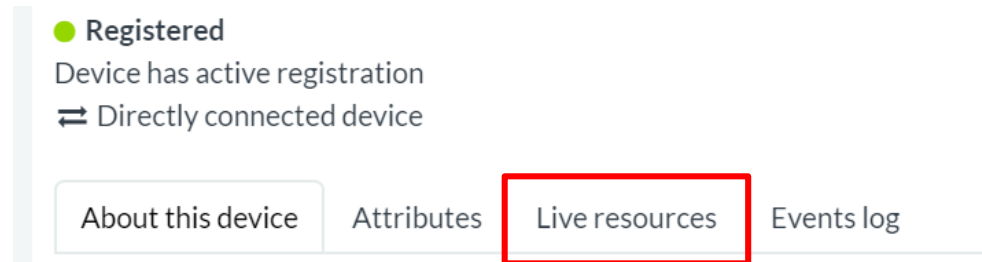 Registered
Device has active registration
Directly connected device
About this device Attributes Live resources Events log